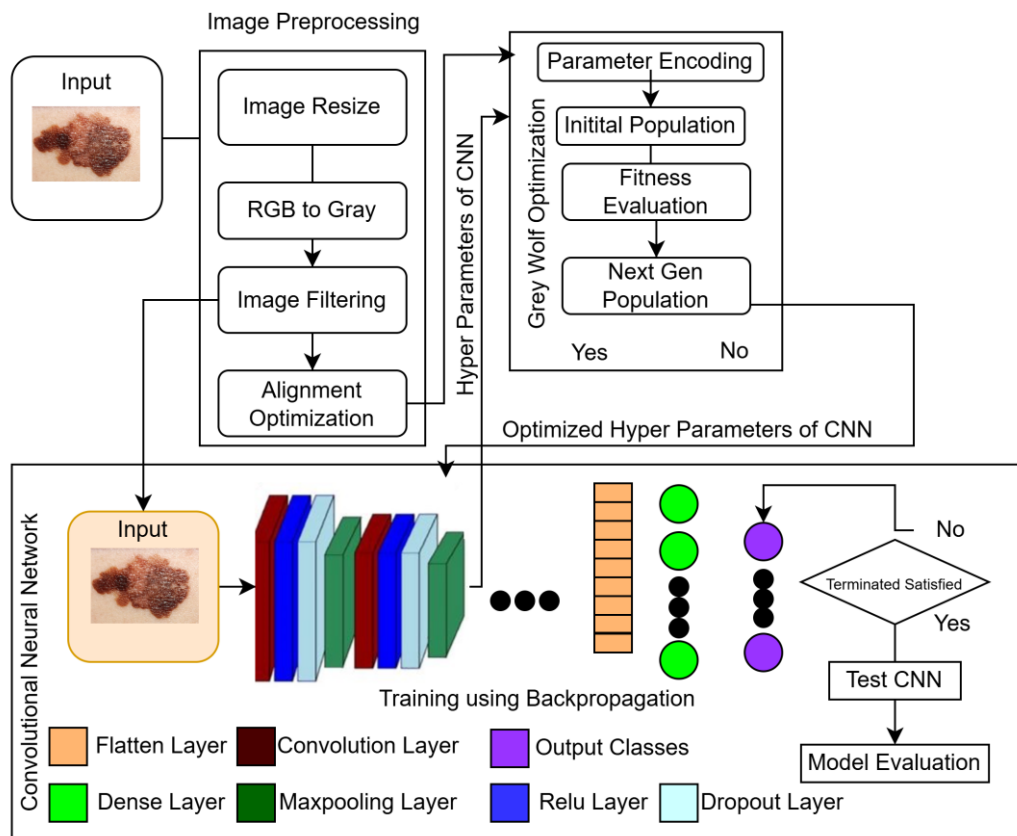 Image Preprocessing
Input
Image Resize
RGB to Gray
Image Filtering
Alignment
Optimization
Hyper Parameters of CNN
Grey Wolf Optimization
Parameter Encoding
Initital Population
Fitness
Evaluation
Next Gen
Population
Yes
No
Optimized Hyper Parameters of CNN
Convolutional Neural Network
Input
No
Terminated Satisfied
Yes
Test CNN
Model Evaluation
Training using Backpropagation
Flatten Layer
Convolution Layer
Output Classes
Dense Layer
Maxpooling Layer
Relu Layer
Dropout Layer